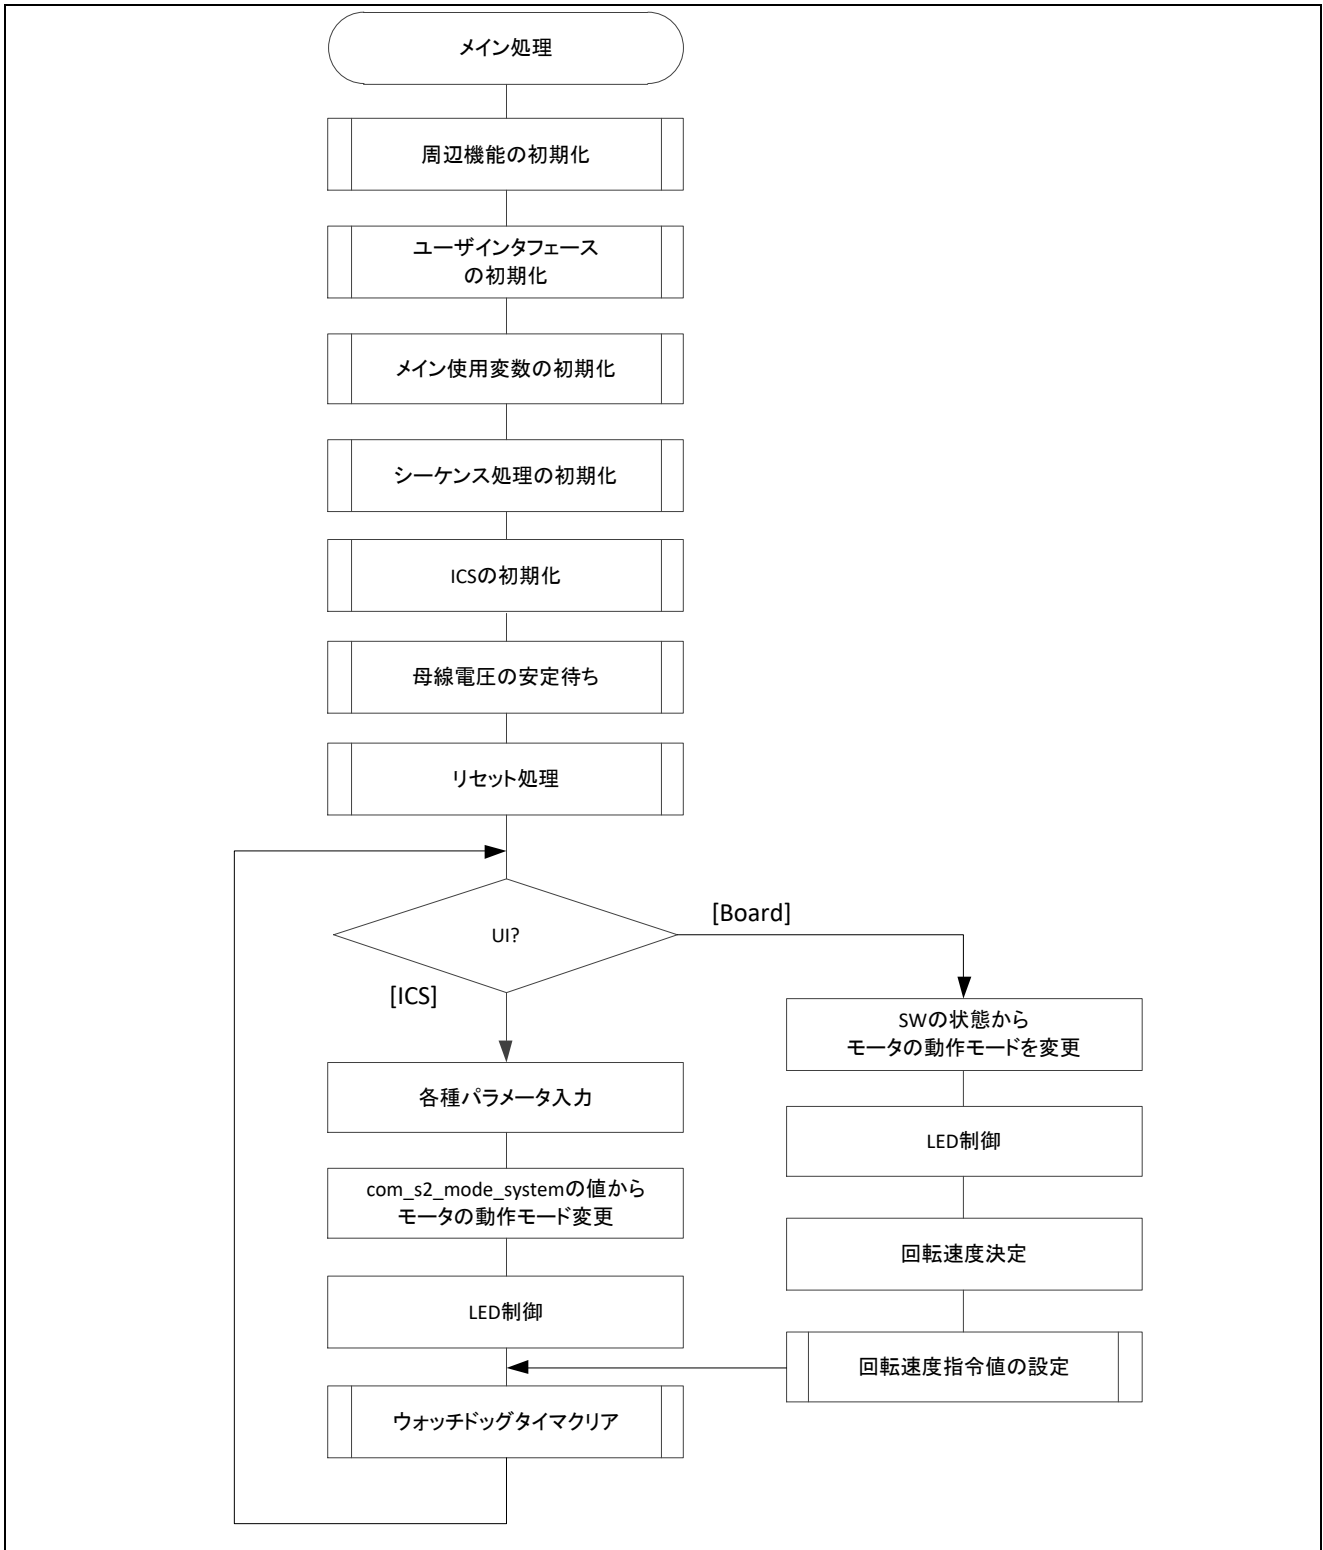 メイン処理
周辺機能の初期化
ユーザインタフェース
の初期化
メイン使用変数の初期化
シーケンス処理の初期化
ICSの初期化
母線電圧の安定待ち
リセット処理
UI?
[Board]
[ICS]
各種パラメータ入力
com_s2_mode_systemの値から
モータの動作モード変更
LED制御
SWの状態から
モータの動作モードを変更
LED制御
回転速度決定
回転速度指令値の設定
ウォッチドッグタイマクリア